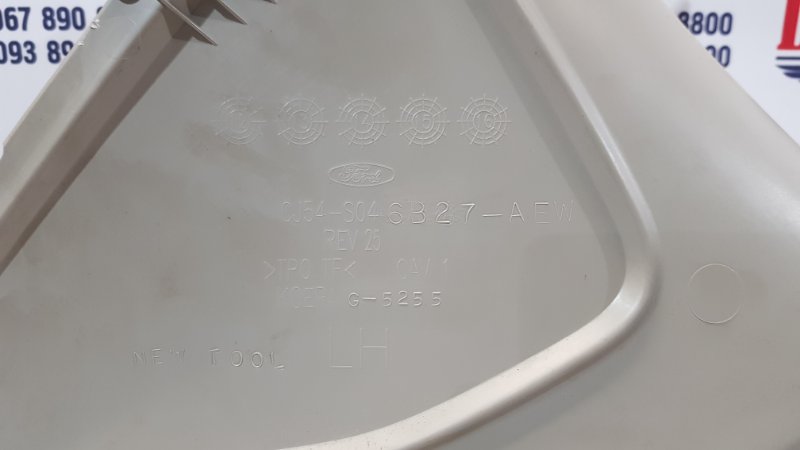 067 890
8800
093 89
00
Ford
CJ54-S046B27-AEW
REV 26
>TPO TF< CAV 1
G-5255
NEW TOOL LH